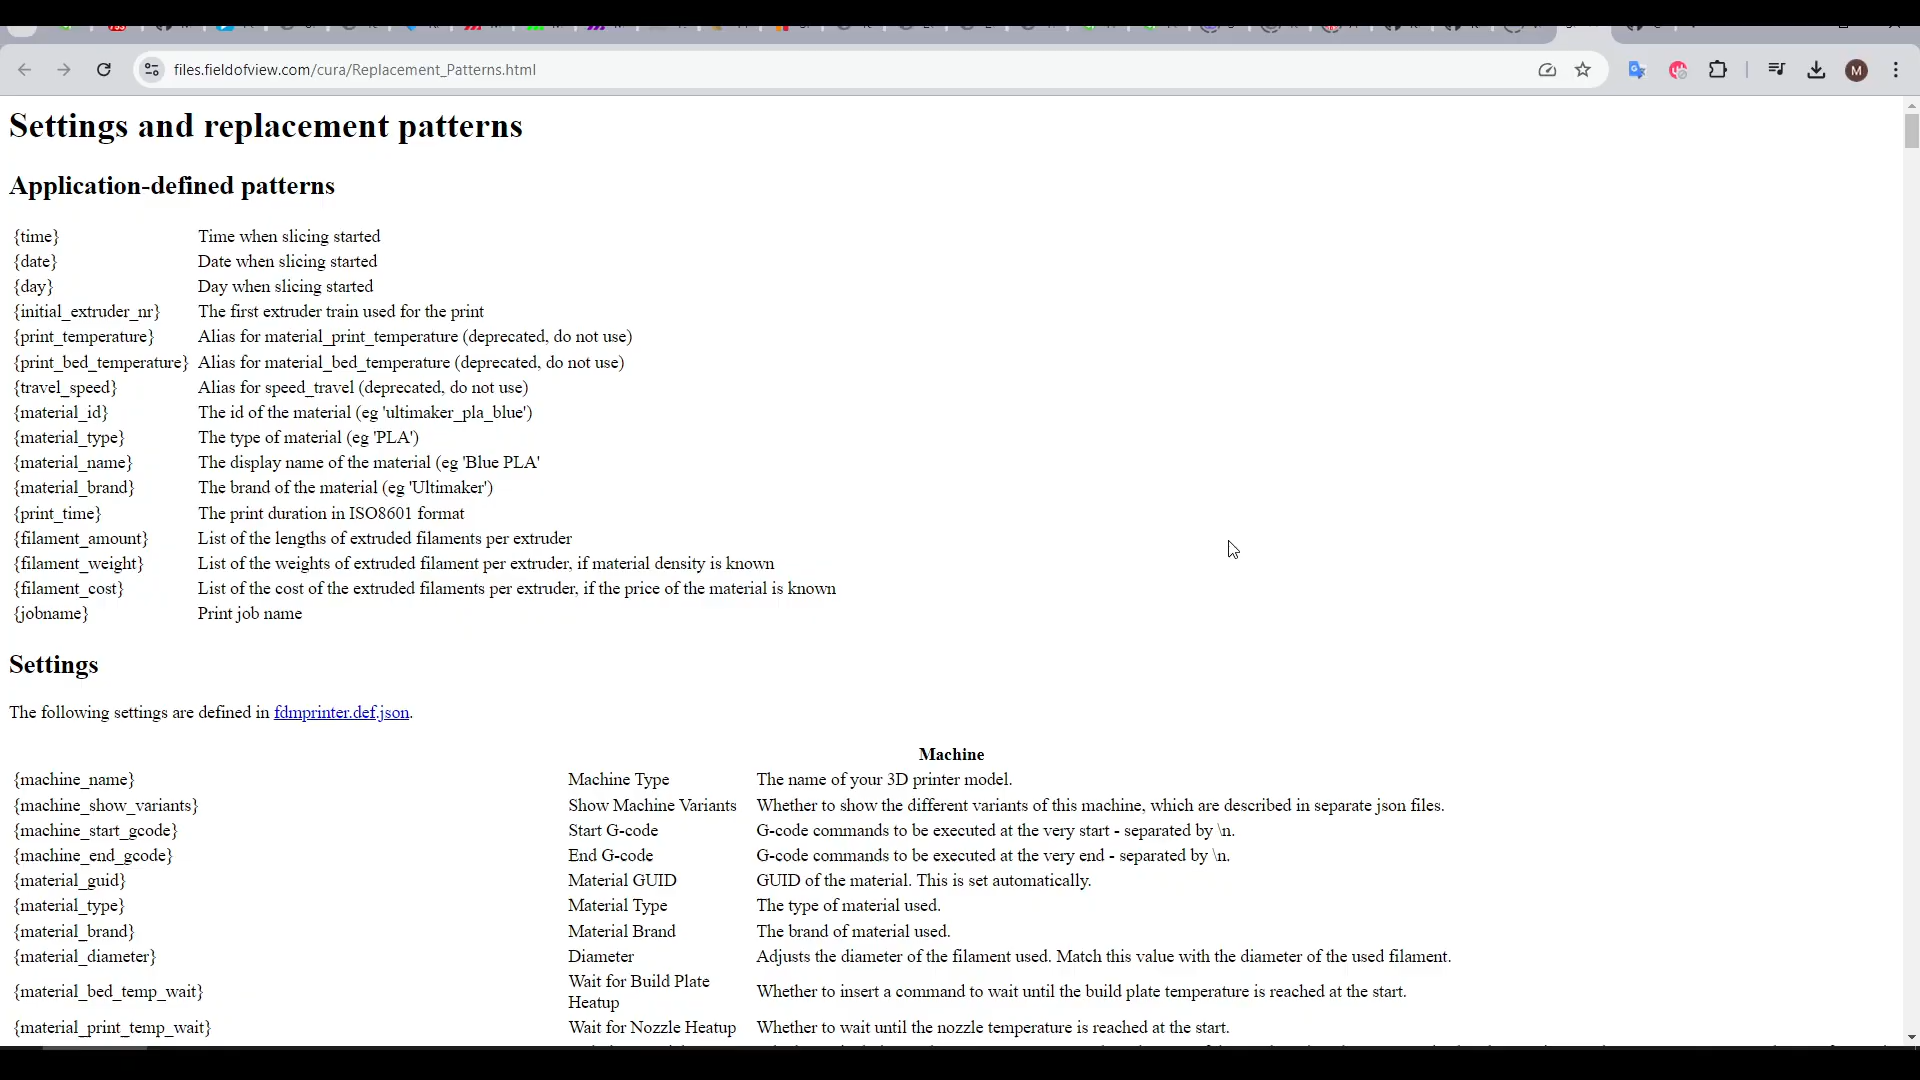 files.fieldofview.com/cura/Replacement_Patterns.html
M
Settings and replacement patterns
Application-defined patterns
{time} Time when slicing started
{date} Date when slicing started
{day} Day when slicing started
{initial_extruder_nr} The first extruder train used for the print
{print_temperature} Alias for material_print_temperature (deprecated, do not use)
{print_bed_temperature} Alias for material_bed_temperature (deprecated, do not use)
{travel_speed} Alias for speed_travel (deprecated, do not use)
{material_id} The id of the material (eg 'ultimaker_pla_blue')
{material_type} The type of material (eg 'PLA')
{material_name} The display name of the material (eg 'Blue PLA'
{material_brand} The brand of the material (eg 'Ultimaker')
{print_time} The print duration in ISO8601 format
{filament_amount} List of the lengths of extruded filaments per extruder
{filament_weight} List of the weights of extruded filament per extruder, if material density is known
{filament_cost} List of the cost of the extruded filaments per extruder, if the price of the material is known
{jobname} Print job name
Settings
The following settings are defined in fdmprinter.def.json.
Machine
{machine_name} Machine Type The name of your 3D printer model.
{machine_show_variants} Show Machine Variants Whether to show the different variants of this machine, which are described in separate json files.
{machine_start_gcode} Start G-code G-code commands to be executed at the very start - separated by \n.
{machine_end_gcode} End G-code G-code commands to be executed at the very end - separated by \n.
{material_guid} Material GUID GUID of the material. This is set automatically.
{material_type} Material Type The type of material used.
{material_brand} Material Brand The brand of material used.
{material_diameter} Diameter Adjusts the diameter of the filament used. Match this value with the diameter of the used filament.
{material_bed_temp_wait} Wait for Build Plate Heatup Whether to insert a command to wait until the build plate temperature is reached at the start.
{material_print_temp_wait} Wait for Nozzle Heatup Whether to wait until the nozzle temperature is reached at the start.